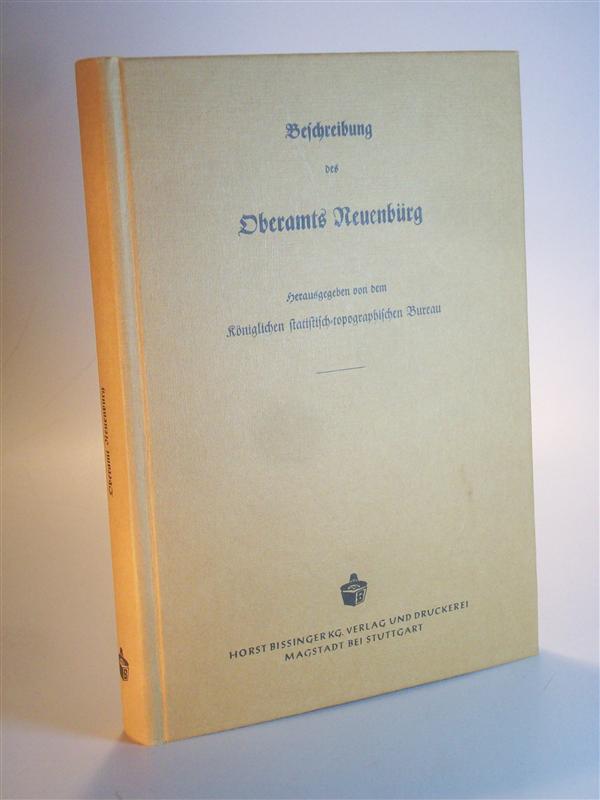 Beschreibung
des
Oberamts Neuenbürg
Herausgegeben von dem
Königlichen statistisch-topographischen Bureau
HORST BISSINGER KG. VERLAG UND DRUCKEREI
MAGSTADT BEI STUTTGART
Oberamt Neuenbürg